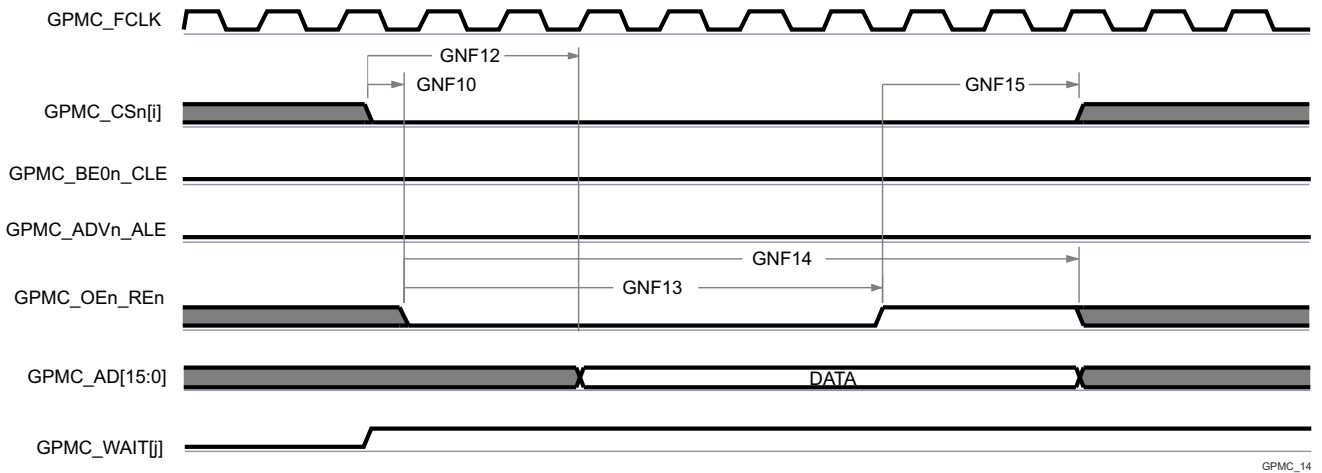 GPMC_FCLK
GNF12
GNF10
GNF15
GPMC_CSn[i]
GPMC_BE0n_CLE
GPMC_ADVn_ALE
GNF14
GNF13
GPMC_OEn_REn
GPMC_AD[15:0]
DATA
GPMC_WAIT[j]
GPMC_14